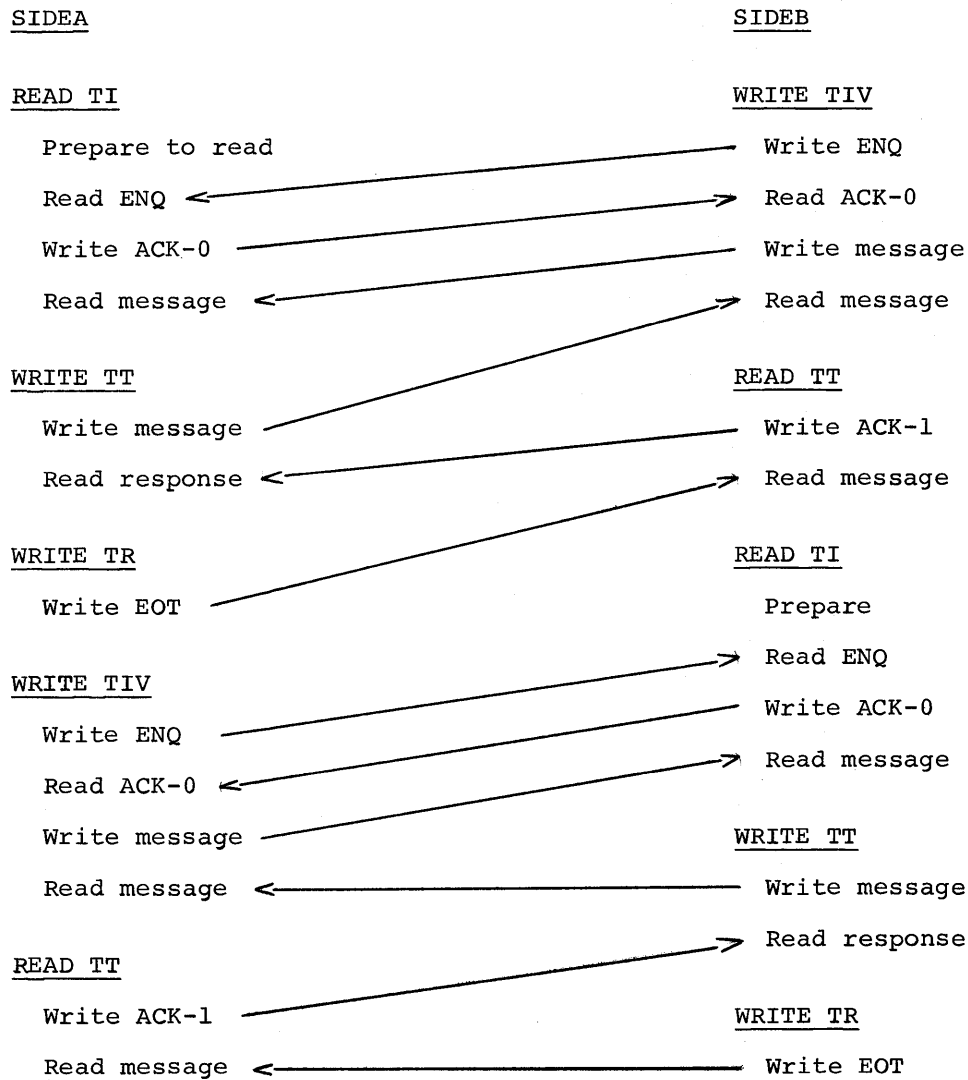 SIDEA SIDEB
READ TI WRITE TIV
Prepare to read Write ENQ
Read ENQ Read ACK-0
Write ACK-0 Write message
Read message Read message
WRITE TT READ TT
Write message Write ACK-1
Read response Read message
WRITE TR READ TI
Write EOT Prepare
Read ENQ
WRITE TIV
Write ACK-0
Write ENQ
Read message
Read ACK-0
Write message
WRITE TT
Read message Write message
Read response
READ TT
Write ACK-1 WRITE TR
Read message Write EOT